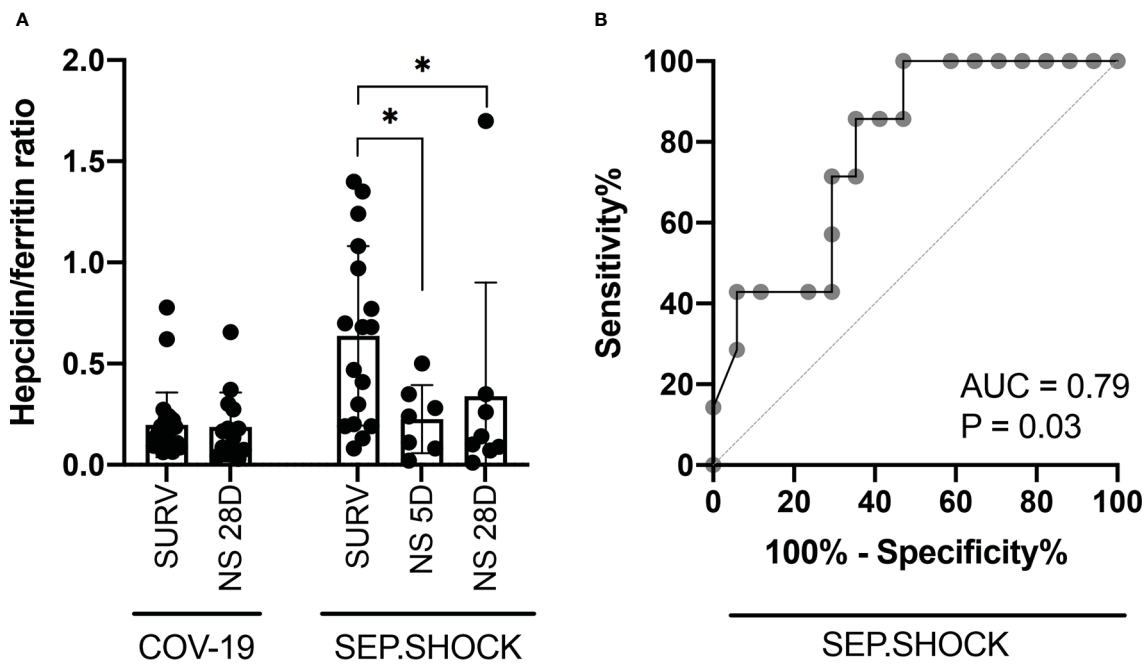 A
Hepcidin/ferritin ratio
2.0
1.5
1.0
0.5
0.0
*
*
SURV
NS 28D
SURV
NS 5D
NS 28D
COV-19
SEP.SHOCK
B
Sensitivity%
100
80
60
40
20
0
AUC = 0.79
P = 0.03
0 20 40 60 80 100
100% - Specificity%
SEP.SHOCK